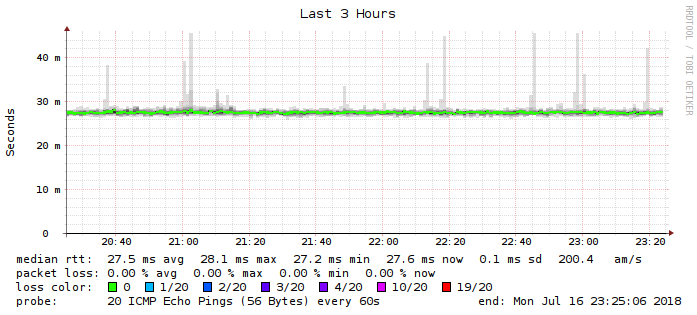 Last 3 Hours
RRDTOOL / TOBI OETIKER
Seconds
40 m
30 m
20 m
10 m
0
20:40 21:00 21:20 21:40 22:00 22:20 22:40 23:00 23:20
median rtt: 27.5 ms avg 28.1 ms max 27.2 ms min 27.6 ms now 0.1 ms sd 200.4 am/s
packet loss: 0.00 % avg 0.00 % max 0.00 % min 0.00 % now
loss color: 0 1/20 2/20 3/20 4/20 10/20 19/20
probe: 20 ICMP Echo Pings (56 Bytes) every 60s end: Mon Jul 16 23:25:06 2018